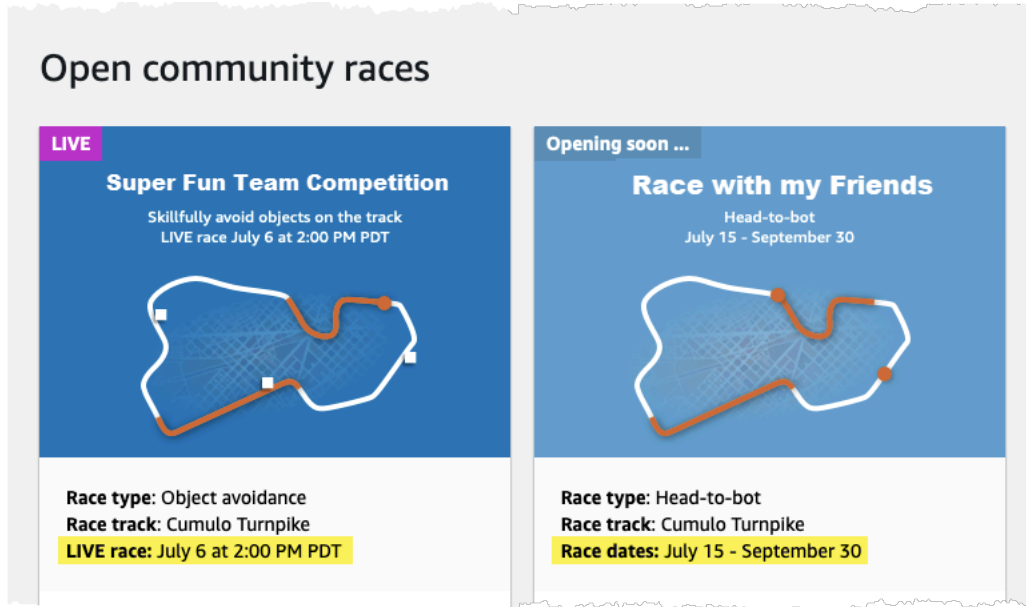 Open community races
LIVE
Super Fun Team Competition
Skillfully avoid objects on the track
LIVE race July 6 at 2:00 PM PDT
Race type: Object avoidance
Race track: Cumulo Turnpike
LIVE race: July 6 at 2:00 PM PDT
Opening soon ...
Race with my Friends
Head-to-bot
July 15 - September 30
Race type: Head-to-bot
Race track: Cumulo Turnpike
Race dates: July 15 - September 30